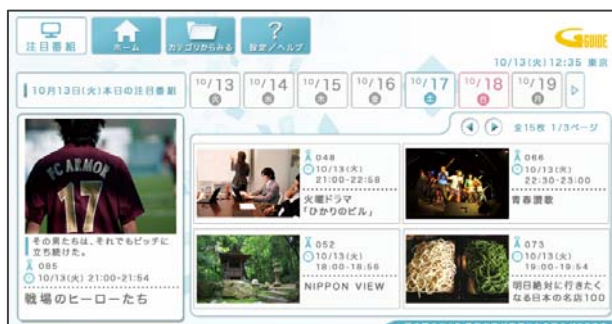 注目番組
ホーム
カテゴリからみる
?
設定/ヘルプ
G GUIDE
10/13(火)12:35 東京
10月13日(火)本日の注目番組
10/13
火
10/14
水
10/15
木
10/16
金
10/17
土
10/18
日
10/19
月
全15枚 1/3ページ
FC ARMOR
17
その男たちは、それでもピッチに
立ち続けた。
085
10/13(火) 21:00-21:54
戦場のヒーローたち
048
10/13(火)
21:00-22:58
火曜ドラマ
「ひかりのビル」
066
10/13(火)
22:30-23:00
青春讃歌
052
10/13(火)
18:00-18:56
NIPPON VIEW
073
10/13(火)
19:00-19:54
明日絶対に行きたく
なる日本の名店100